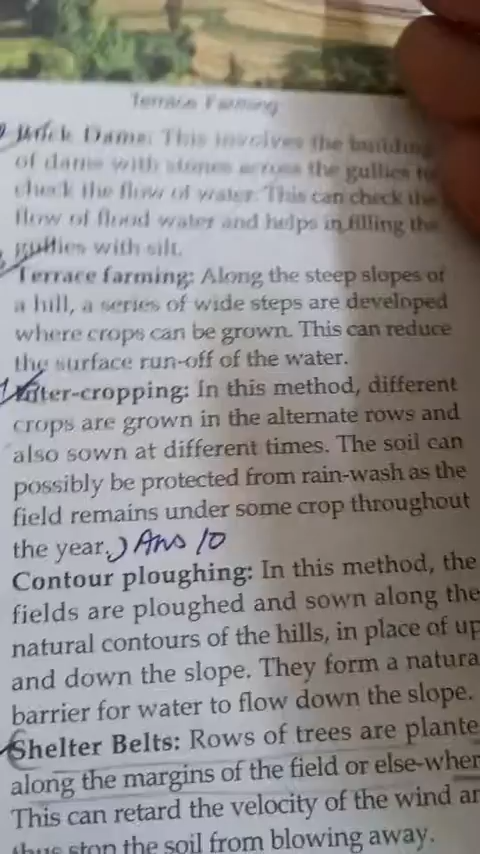 Terrace Farming
Brick Dams: This involves the building
of dams with stones across the gullies to
check the flow of water. This can check the
flow of flood water and helps in filling the
gullies with silt.
Terrace farming: Along the steep slopes of
a hill, a series of wide steps are developed
where crops can be grown. This can reduce
the surface run-off of the water.
Inter-cropping: In this method, different
crops are grown in the alternate rows and
also sown at different times. The soil can
possibly be protected from rain-wash as the
field remains under some crop throughout
the year.) Ans 10
Contour ploughing: In this method, the
fields are ploughed and sown along the
natural contours of the hills, in place of up
and down the slope. They form a natura
barrier for water to flow down the slope.
Shelter Belts: Rows of trees are plante
along the margins of the field or else-wher
This can retard the velocity of the wind an
thus stop the soil from blowing away.